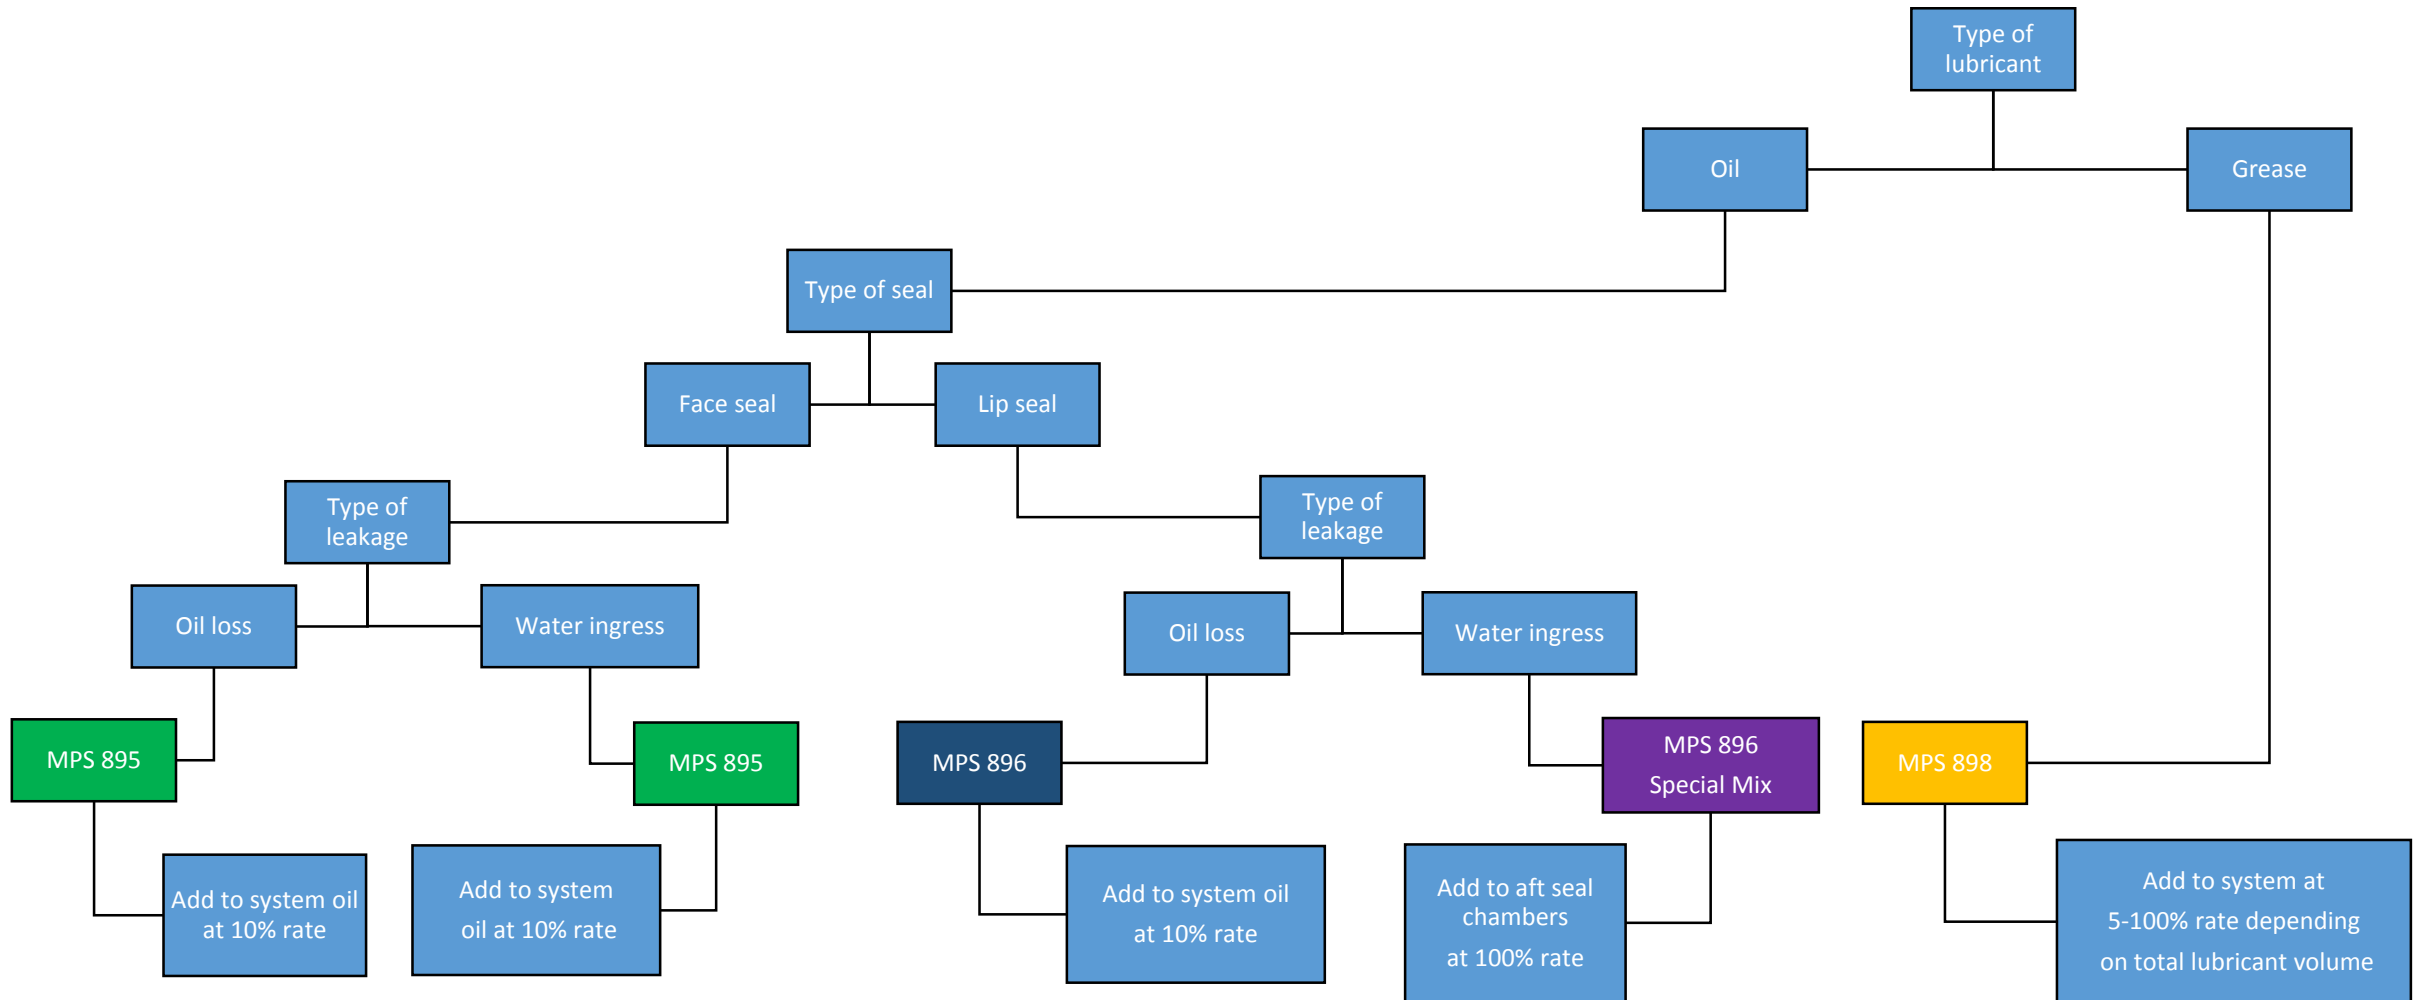 Type of
lubricant
Oil
Grease
Type of seal
Face seal
Lip seal
Type of
leakage
Type of
leakage
Oil loss
Water ingress
Oil loss
Water ingress
MPS 895
MPS 895
MPS 896
MPS 896
Special Mix
MPS 898
Add to system oil
at 10% rate
Add to system
oil at 10% rate
Add to system oil
at 10% rate
Add to aft seal
chambers
at 100% rate
Add to system at
5-100% rate depending
on total lubricant volume